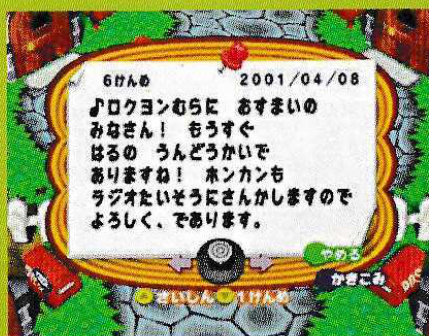 6けんめ 2001/04/08
♪ロクヨンむらに おすまいの
みなさん! もうすぐ
はるの うんどうかいで
ありますね! ホンカンも
ラジオたいそうにさんかしますので
よろしく、であります。
やめる
かきこみ
さいしん 1けんめ